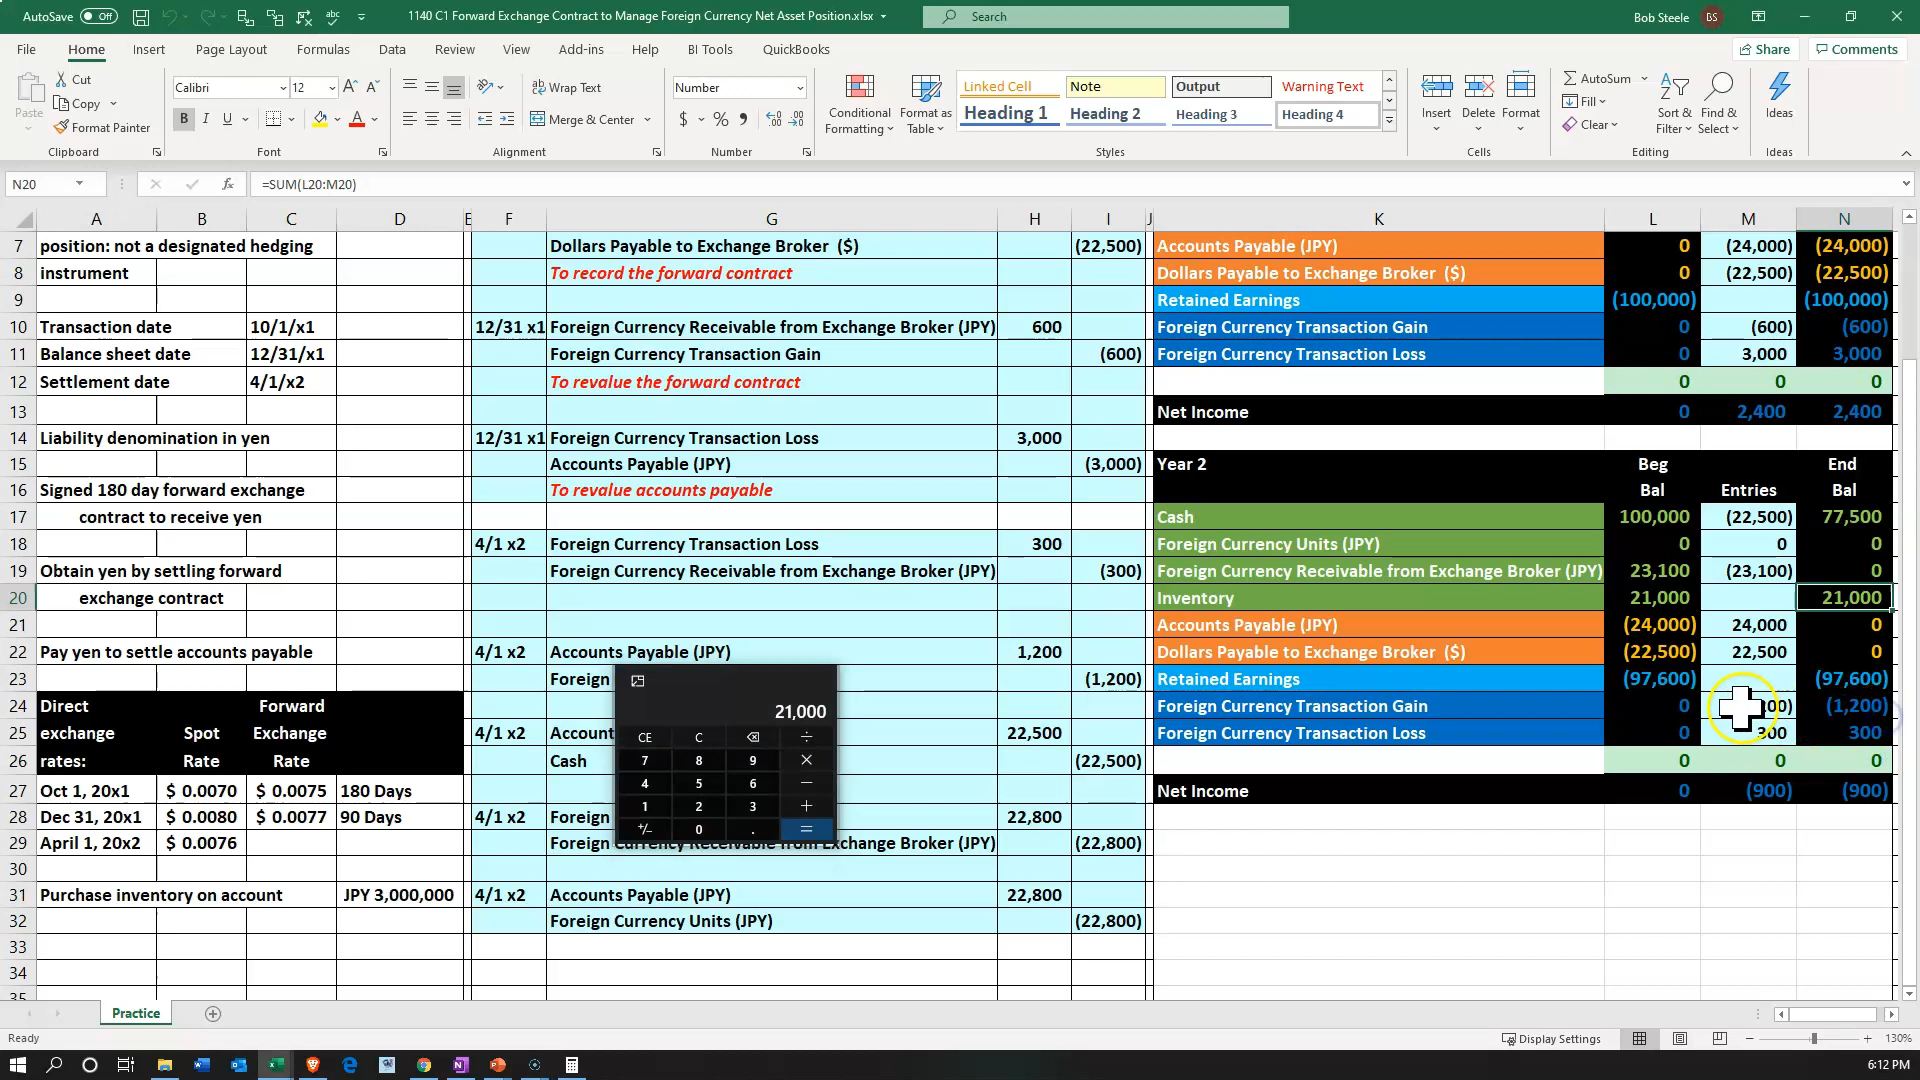 AutoSave Off
1140 C1 Forward Exchange Contract to Manage Foreign Currency Net Asset Position.xlsx
Search
Bob Steele BS
File Home Insert Page Layout Formulas Data Review View Add-ins Help BI Tools QuickBooks Share Comments
Paste Cut Copy Format Painter Clipboard
Calibri 12 B I U A A A Font
Wrap Text Merge & Center Alignment
Number $ % Number
Conditional Formatting Format as Table
Linked Cell Note Output Warning Text
Heading 1 Heading 2 Heading 3 Heading 4 Styles
Insert Delete Format Cells
AutoSum Fill Clear Sort & Filter Find & Select Editing
Ideas Ideas
N20 fx =SUM(L20:M20)
A B C D E F G H I J K L M N
7 position: not a designated hedging Dollars Payable to Exchange Broker ($) (22,500) Accounts Payable (JPY) 0 (24,000) (24,000)
8 instrument To record the forward contract Dollars Payable to Exchange Broker ($) 0 (22,500) (22,500)
9 Retained Earnings (100,000) (100,000)
10 Transaction date 10/1/x1 12/31 x1 Foreign Currency Receivable from Exchange Broker (JPY) 600 Foreign Currency Transaction Gain 0 (600) (600)
11 Balance sheet date 12/31/x1 Foreign Currency Transaction Gain (600) Foreign Currency Transaction Loss 0 3,000 3,000
12 Settlement date 4/1/x2 To revalue the forward contract 0 0 0
13 Net Income 0 2,400 2,400
14 Liability denomination in yen 12/31 x1 Foreign Currency Transaction Loss 3,000
15 Accounts Payable (JPY) (3,000) Year 2 Beg End
16 Signed 180 day forward exchange To revalue accounts payable Bal Entries Bal
17 contract to receive yen Cash 100,000 (22,500) 77,500
18 4/1 x2 Foreign Currency Transaction Loss 300 Foreign Currency Units (JPY) 0 0 0
19 Obtain yen by settling forward Foreign Currency Receivable from Exchange Broker (JPY) (300) Foreign Currency Receivable from Exchange Broker (JPY) 23,100 (23,100) 0
20 exchange contract Inventory 21,000 21,000
21 Accounts Payable (JPY) (24,000) 24,000 0
22 Pay yen to settle accounts payable 4/1 x2 Accounts Payable (JPY) 1,200 Dollars Payable to Exchange Broker ($) (22,500) 22,500 0
23 Foreign (1,200) Retained Earnings (97,600) (97,600)
24 Direct Forward Foreign Currency Transaction Gain 0 (1,200)
25 exchange Spot Exchange 4/1 x2 22,500 Foreign Currency Transaction Loss 0 300 300
26 rates: Rate Rate Cash (22,500) 0 0 0
27 Oct 1, 20x1 $ 0.0070 $ 0.0075 180 Days Net Income 0 (900) (900)
28 Dec 31, 20x1 $ 0.0080 $ 0.0077 90 Days 4/1 x2 Foreign 22,800
29 April 1, 20x2 $ 0.0076 Foreign Currency Receivable from Exchange Broker (JPY) (22,800)
30
31 Purchase inventory on account JPY 3,000,000 4/1 x2 Accounts Payable (JPY) 22,800
32 Foreign Currency Units (JPY) (22,800)
33
34
35
21,000
CE C ÷
7 8 9 ×
4 5 6 −
1 2 3 +
+/- 0 . =
Practice
Ready Display Settings 130%
6:12 PM